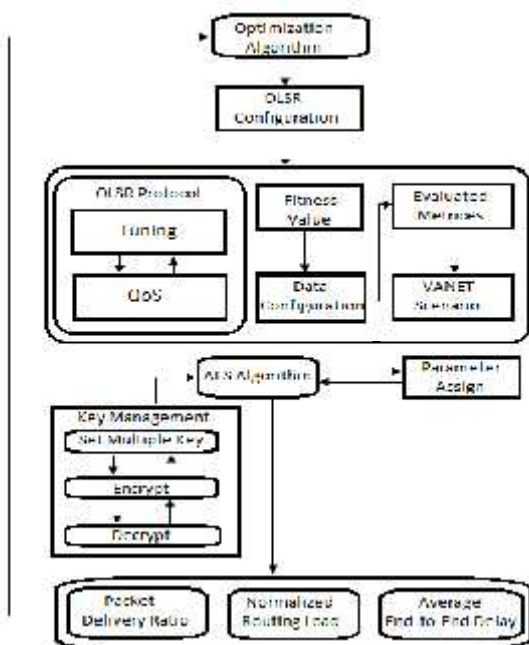 Optimization
Algorithm
OLSR
Configuration
OLSR Protocol
Tuning
QoS
Fitness
Value
Data
Configuration
Evaluated
Metrices
VANET
Scenario
AES Algorithm
Parameter
Assign
Key Management
Set Multiple Key
Encrypt
Decrypt
Packet
Delivery Ratio
Normalized
Routing Load
Average
End-to-End Delay